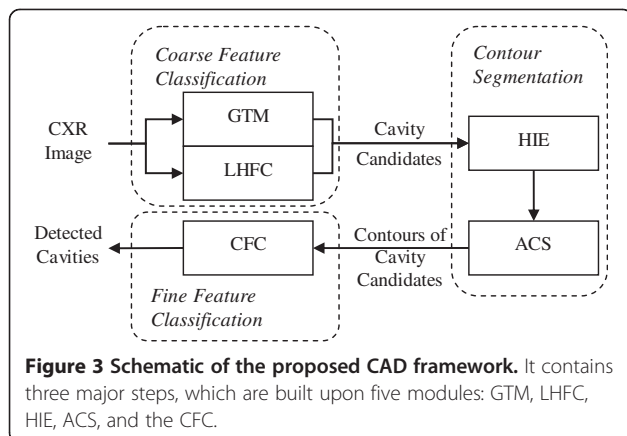 Coarse Feature
Classification
Contour
Segmentation
CXR
Image
GTM
LHFC
Cavity
Candidates
HIE
Detected
Cavities
CFC
Contours of
Cavity
Candidates
ACS
Fine Feature
Classification
Figure 3 Schematic of the proposed CAD framework. It contains
three major steps, which are built upon five modules: GTM, LHFC,
HIE, ACS, and the CFC.